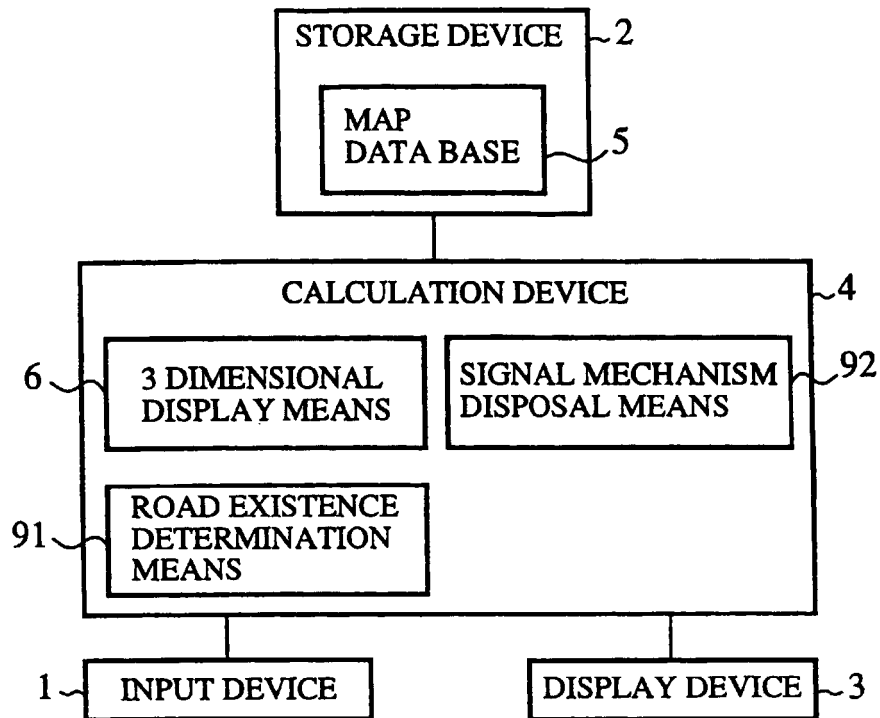 STORAGE DEVICE
2
MAP
DATA BASE
5
CALCULATION DEVICE
4
6
3 DIMENSIONAL
DISPLAY MEANS
SIGNAL MECHANISM
DISPOSAL MEANS
92
91
ROAD EXISTENCE
DETERMINATION
MEANS
1
INPUT DEVICE
DISPLAY DEVICE
3